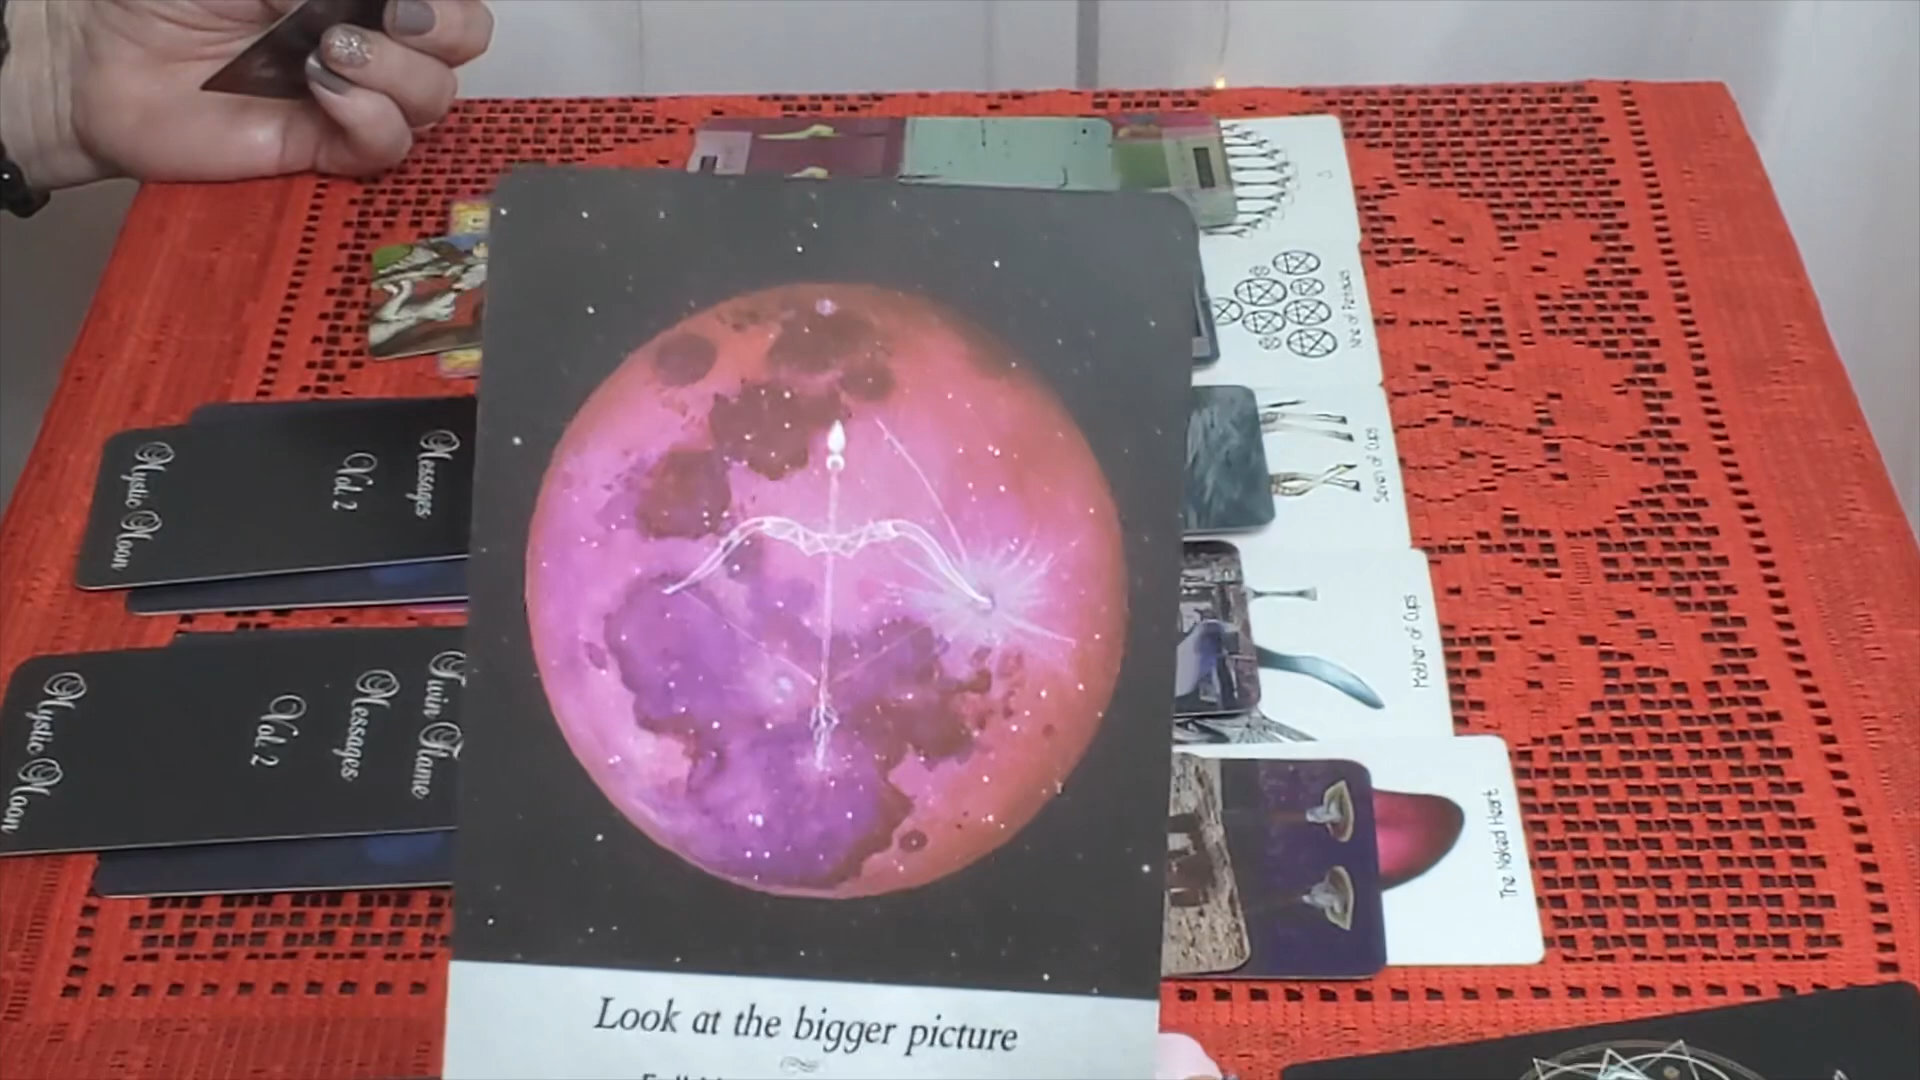 Look at the bigger picture
Nine of Pentacles
Seven of Cups
Mother of Cups
The Naked Heart
Messages
Vol. 2
Mystic Moon
Twin Flame
Messages
Vol. 2
Mystic Moon